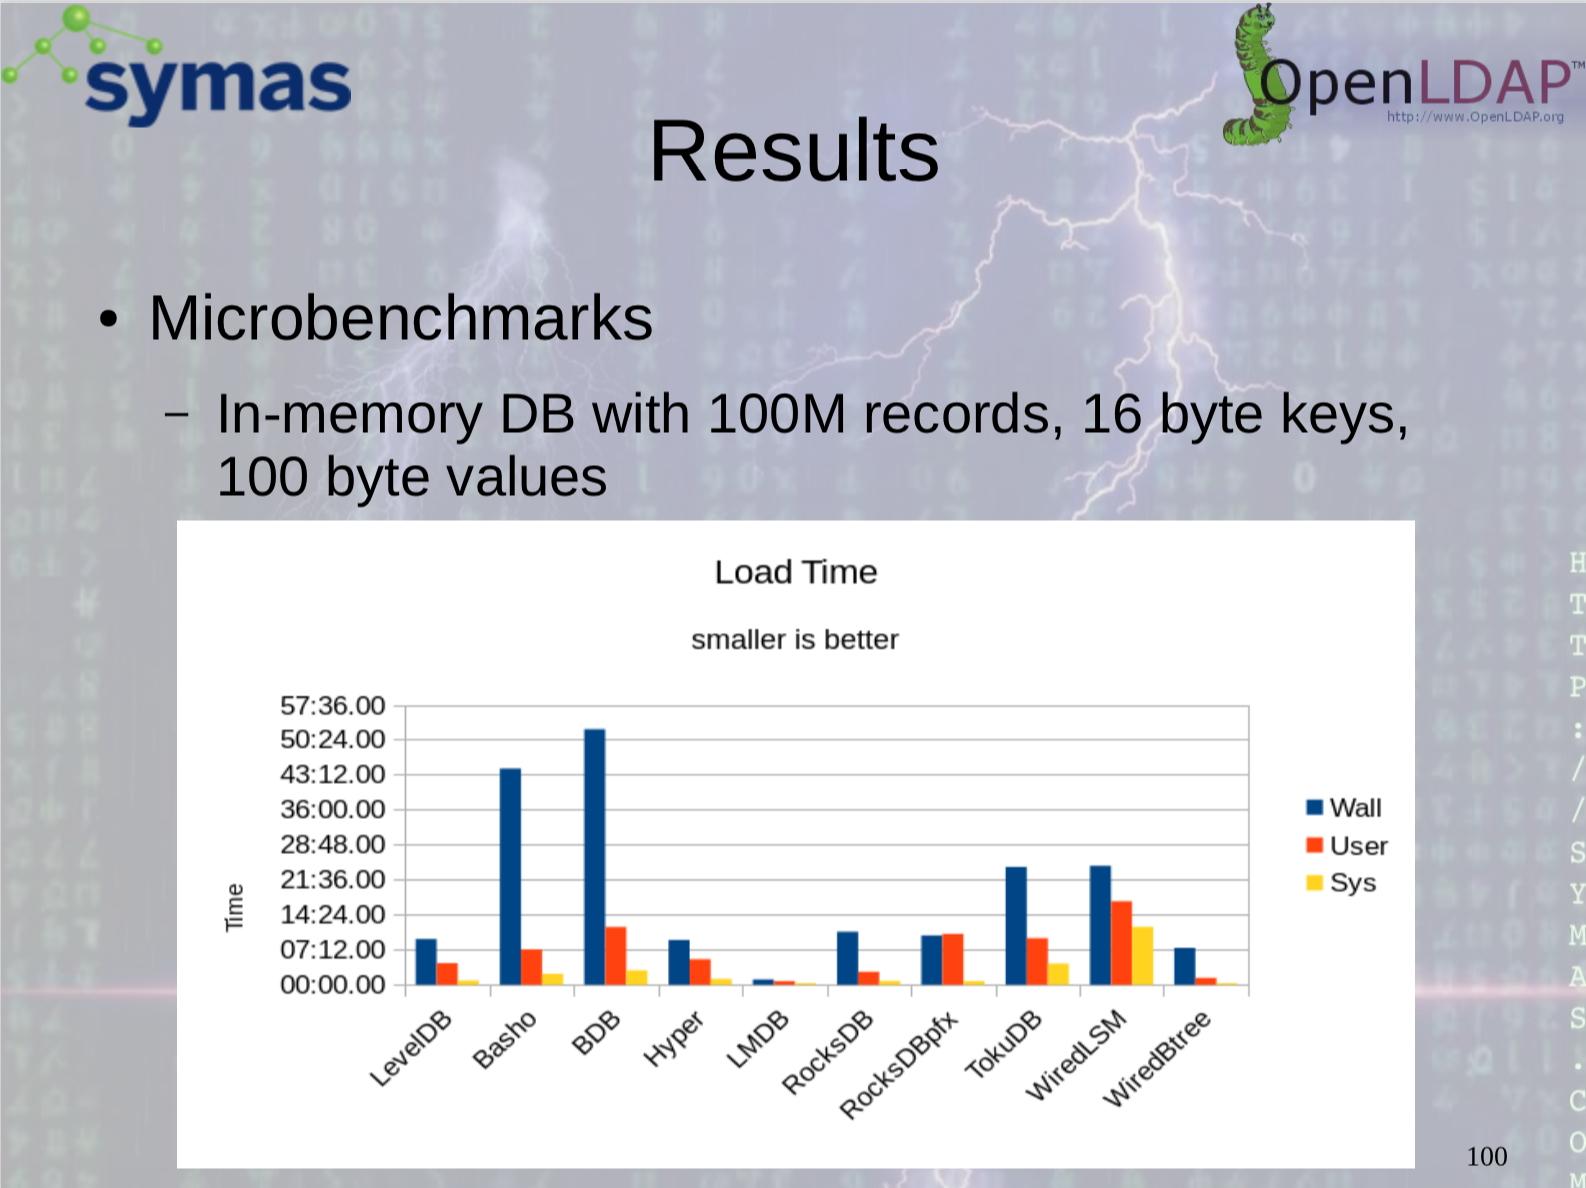 symas
OpenLDAP™
http://www.OpenLDAP.org
Results
• Microbenchmarks
– In-memory DB with 100M records, 16 byte keys,
100 byte values
Load Time
smaller is better
57:36.00
50:24.00
43:12.00
36:00.00
28:48.00
21:36.00
14:24.00
07:12.00
00:00.00
Time
LevelDB
Basho
BDB
Hyper
LMDB
RocksDB
RocksDBpfx
TokuDB
WiredLSM
WiredBtree
Wall
User
Sys
HTTP://SYMAS.COM
100